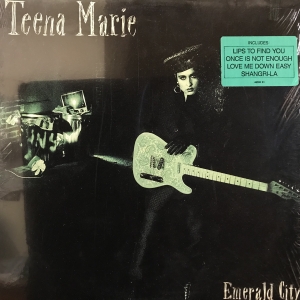 Teena Marie
INCLUDES:
LIPS TO FIND YOU
ONCE IS NOT ENOUGH
LOVE ME DOWN EASY
SHANGRI-LA
Emerald City